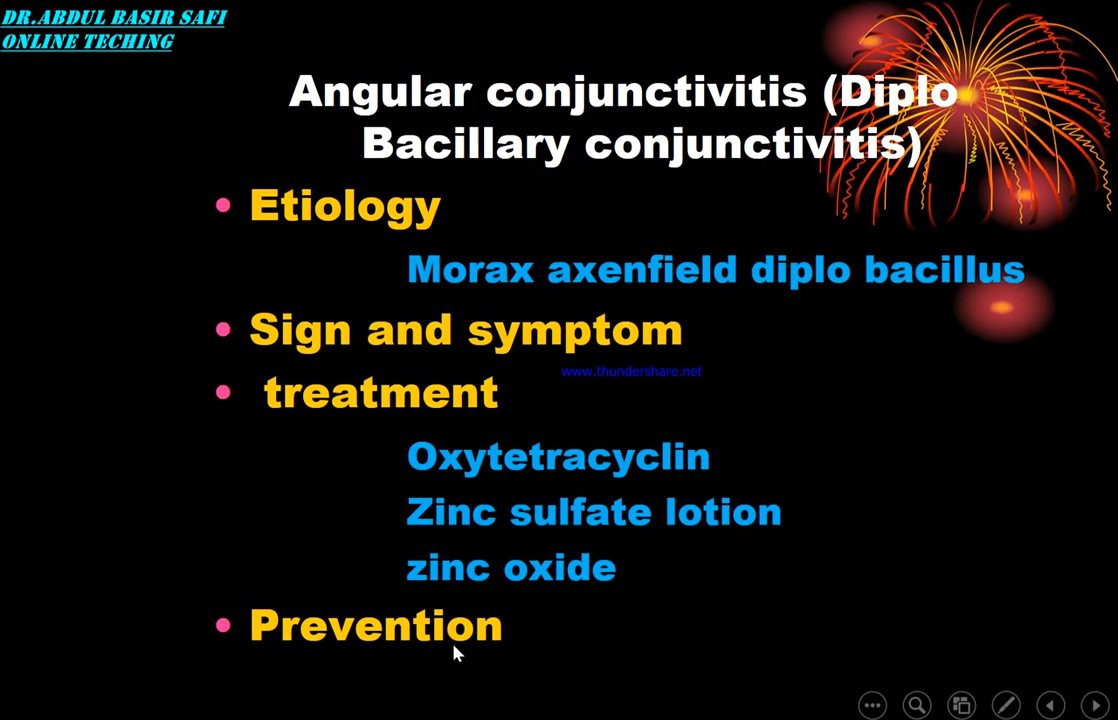 DR.ABDUL BASIR SAFI
ONLINE TECHING
Angular conjunctivitis (Diplo
Bacillary conjunctivitis)
• Etiology
Morax axenfield diplo bacillus
• Sign and symptom
www.thundershare.net
• treatment
Oxytetracyclin
Zinc sulfate lotion
zinc oxide
• Prevention